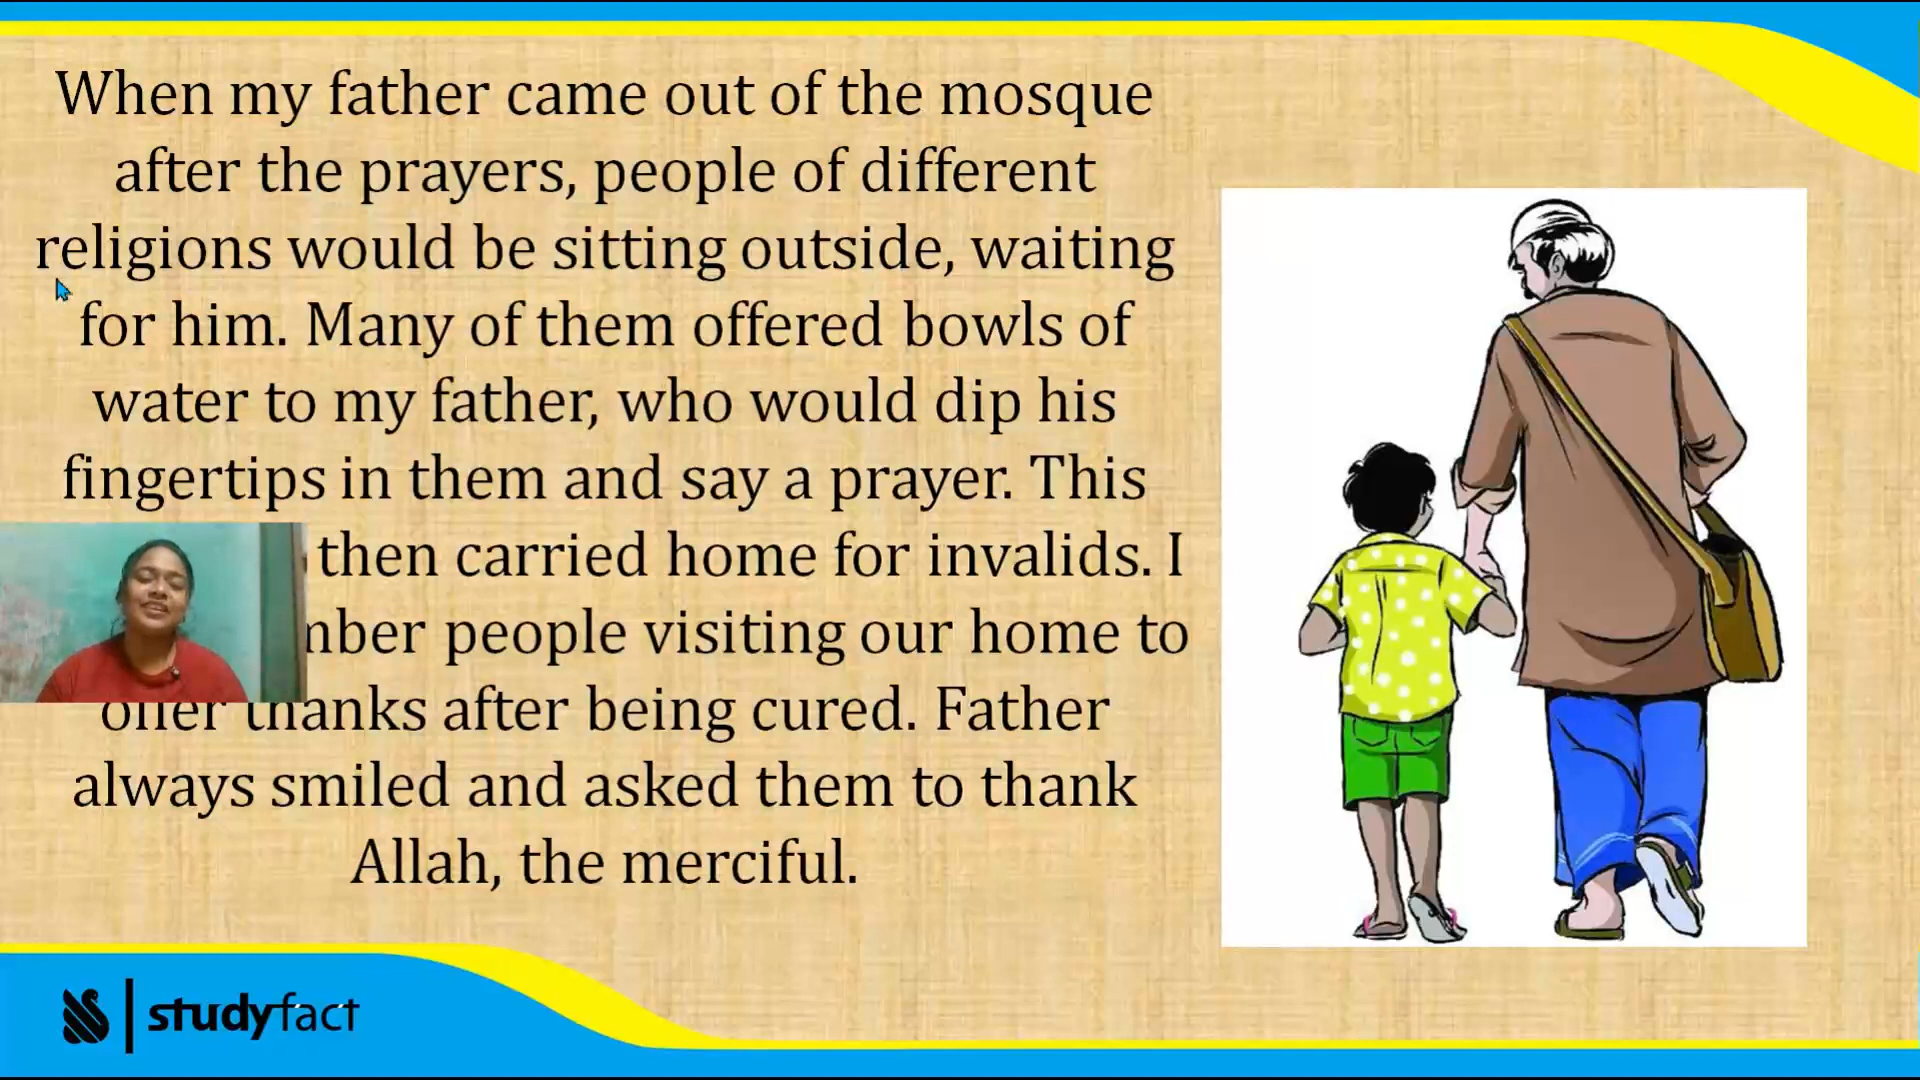 When my father came out of the mosque
after the prayers, people of different
religions would be sitting outside, waiting
for him. Many of them offered bowls of
water to my father, who would dip his
fingertips in them and say a prayer. This
then carried home for invalids. I
people visiting our home to
offer thanks after being cured. Father
always smiled and asked them to thank
Allah, the merciful.
studyfact